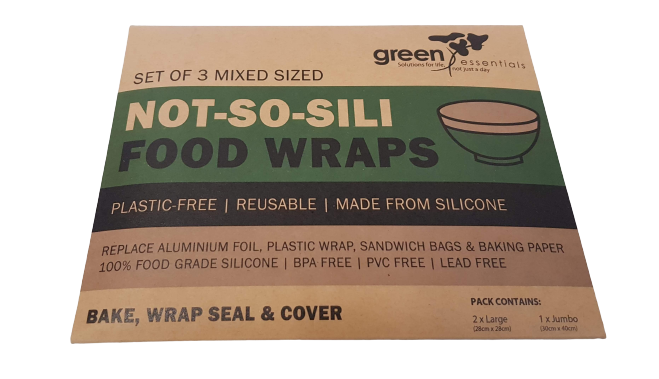 green
essentials
Solutions for life,
not just a day
SET OF 3 MIXED SIZED
NOT-SO-SILI
FOOD WRAPS
PLASTIC-FREE | REUSABLE | MADE FROM SILICONE
REPLACE ALUMINIUM FOIL, PLASTIC WRAP, SANDWICH BAGS & BAKING PAPER
100% FOOD GRADE SILICONE | BPA FREE | PVC FREE | LEAD FREE
BAKE, WRAP SEAL & COVER
PACK CONTAINS:
2 x Large 1 x Jumbo
(28cm x 28cm) (30cm x 40cm)